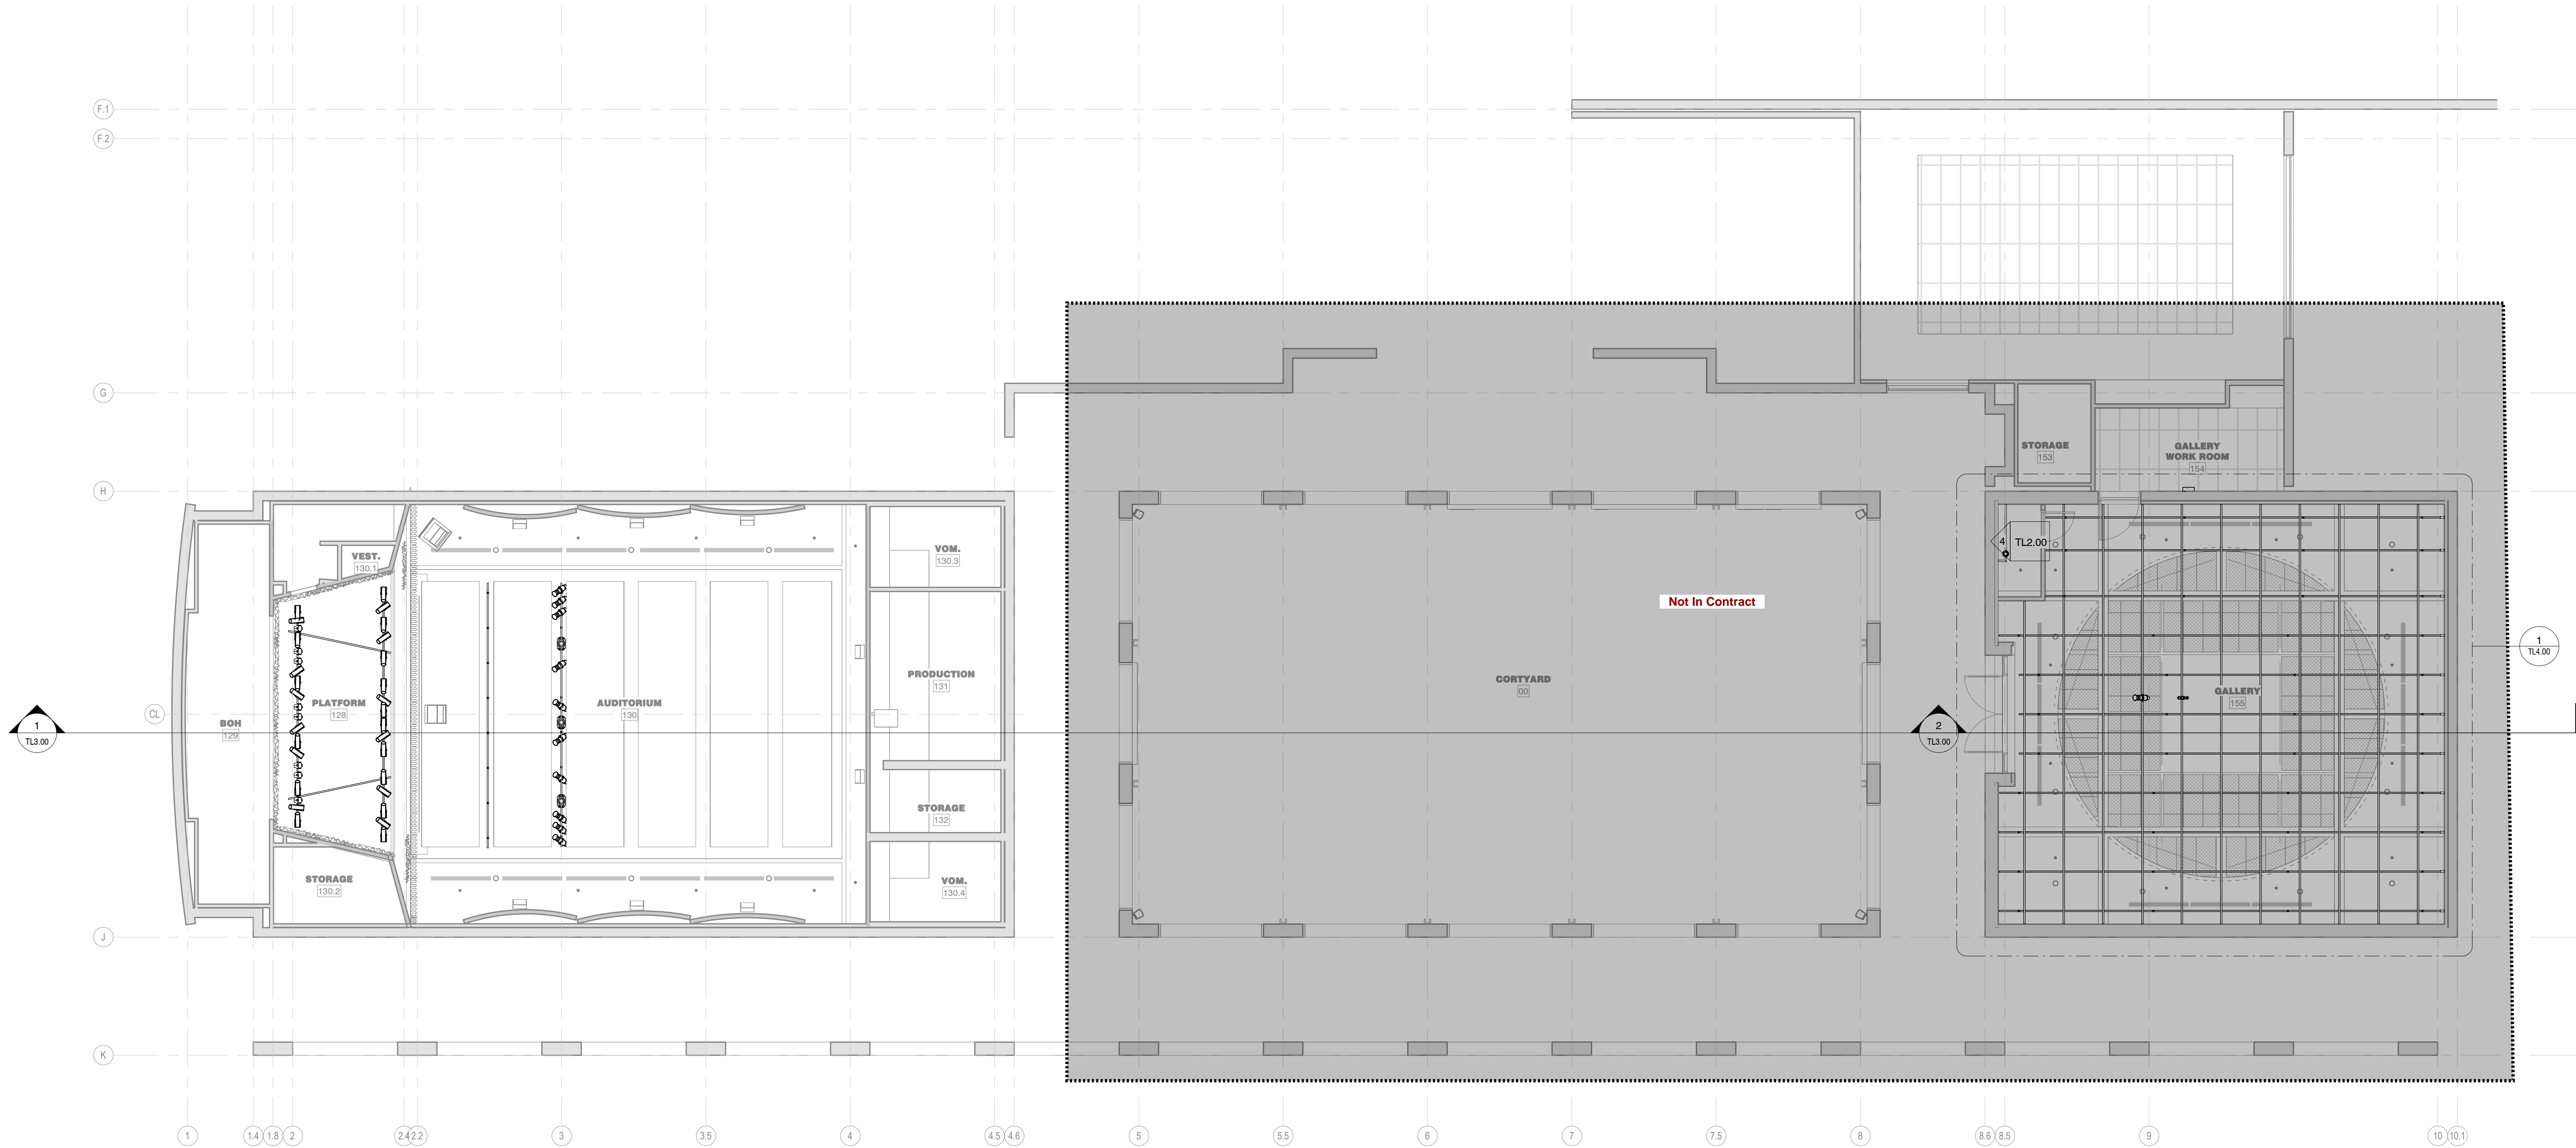 F.1
F.2
G
STORAGE
153
GALLERY
WORK ROOM
154
H
VEST.
130.1
VOM.
130.3
4
TL2.00
Not In Contract
1
TL4.00
PRODUCTION
131
CORTYARD
00
GALLERY
155
PLATFORM
128
AUDITORIUM
130
CL
BOH
129
1
TL3.00
2
TL3.00
STORAGE
132
STORAGE
130.2
VOM.
130.4
J
K
1
1.4
1.8
2
2.4
2.2
3
3.5
4
4.5
4.6
5
5.5
6
7
7.5
8
8.6
8.5
9
10
10.1